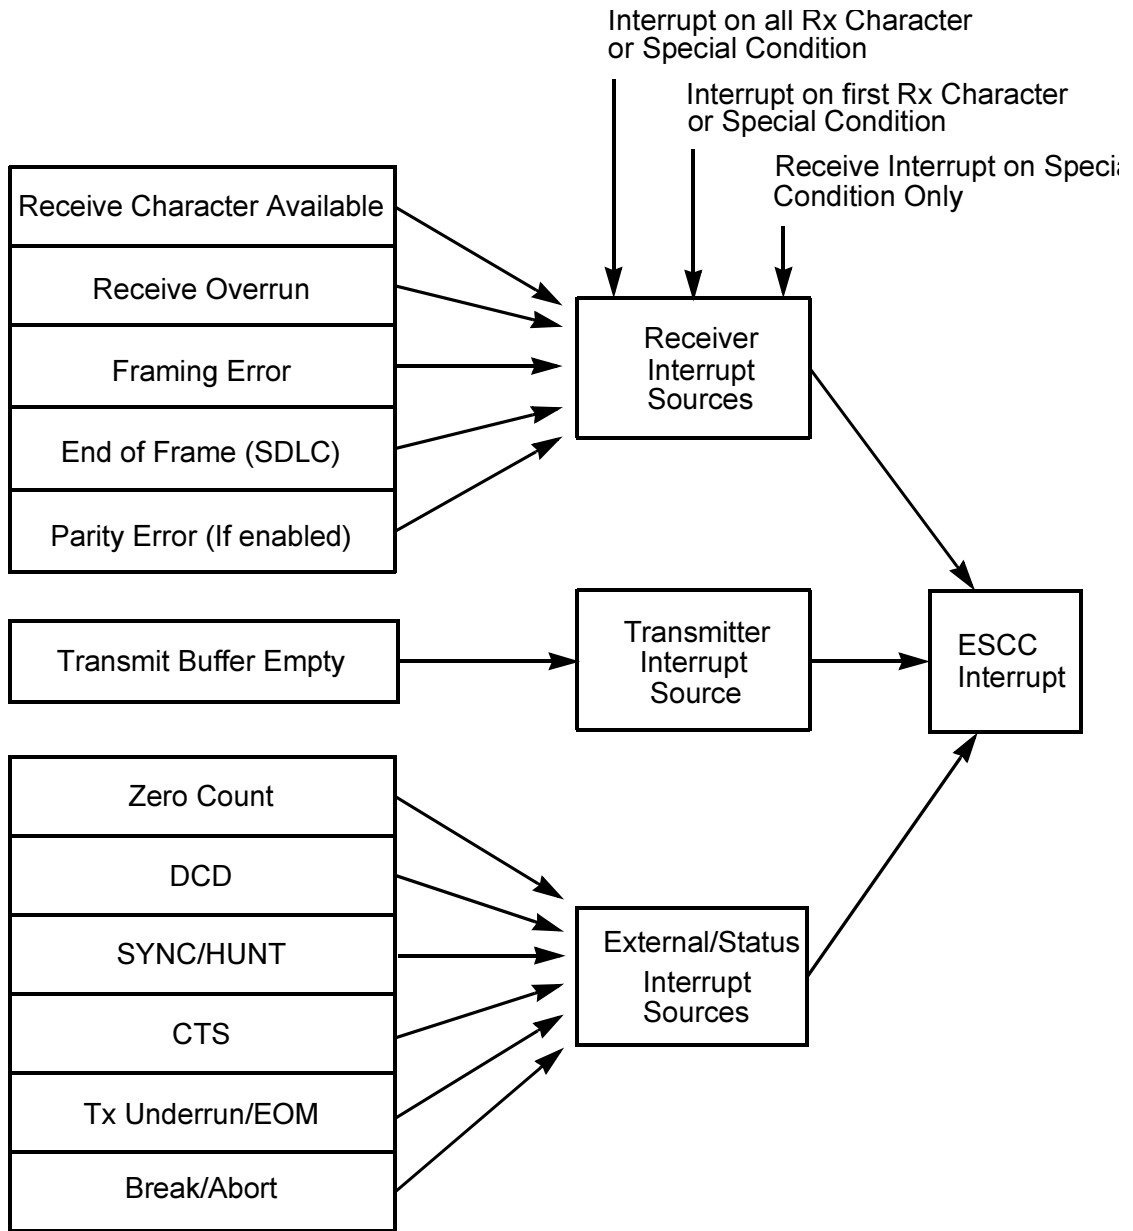 Interrupt on all Rx Character
or Special Condition
Interrupt on first Rx Character
or Special Condition
Receive Interrupt on
Condition Only
Receive Character Available
Receive Overrun
Framing Error
End of Frame (SDLC)
Parity Error (If enabled)
Receiver
Interrupt
Sources
Transmit Buffer Empty
Transmitter
Interrupt
Source
ESCC
Interrupt
Zero Count
DCD
SYNC/HUNT
CTS
Tx Underrun/EOM
Break/Abort
External/Status
Interrupt
Sources